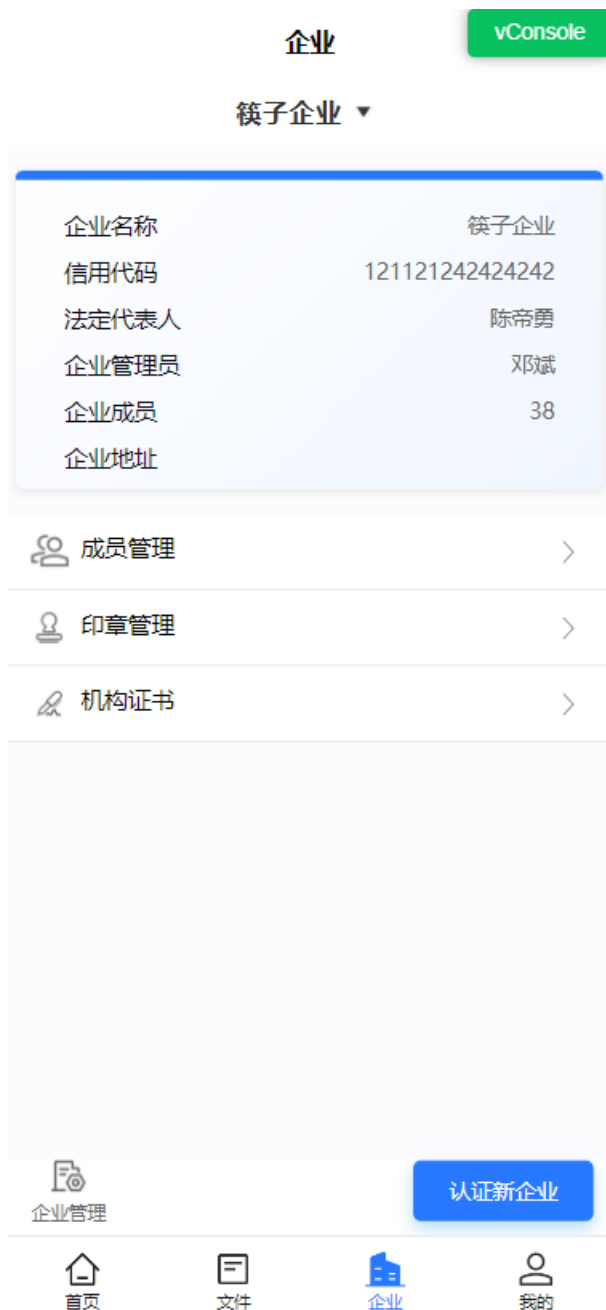 企业
vConsole
筷子企业 ▼
企业名称 筷子企业
信用代码 121121242424242
法定代表人 陈帝勇
企业管理员 邓斌
企业成员 38
企业地址
成员管理
印章管理
机构证书
企业管理
认证新企业
首页 文件 企业 我的